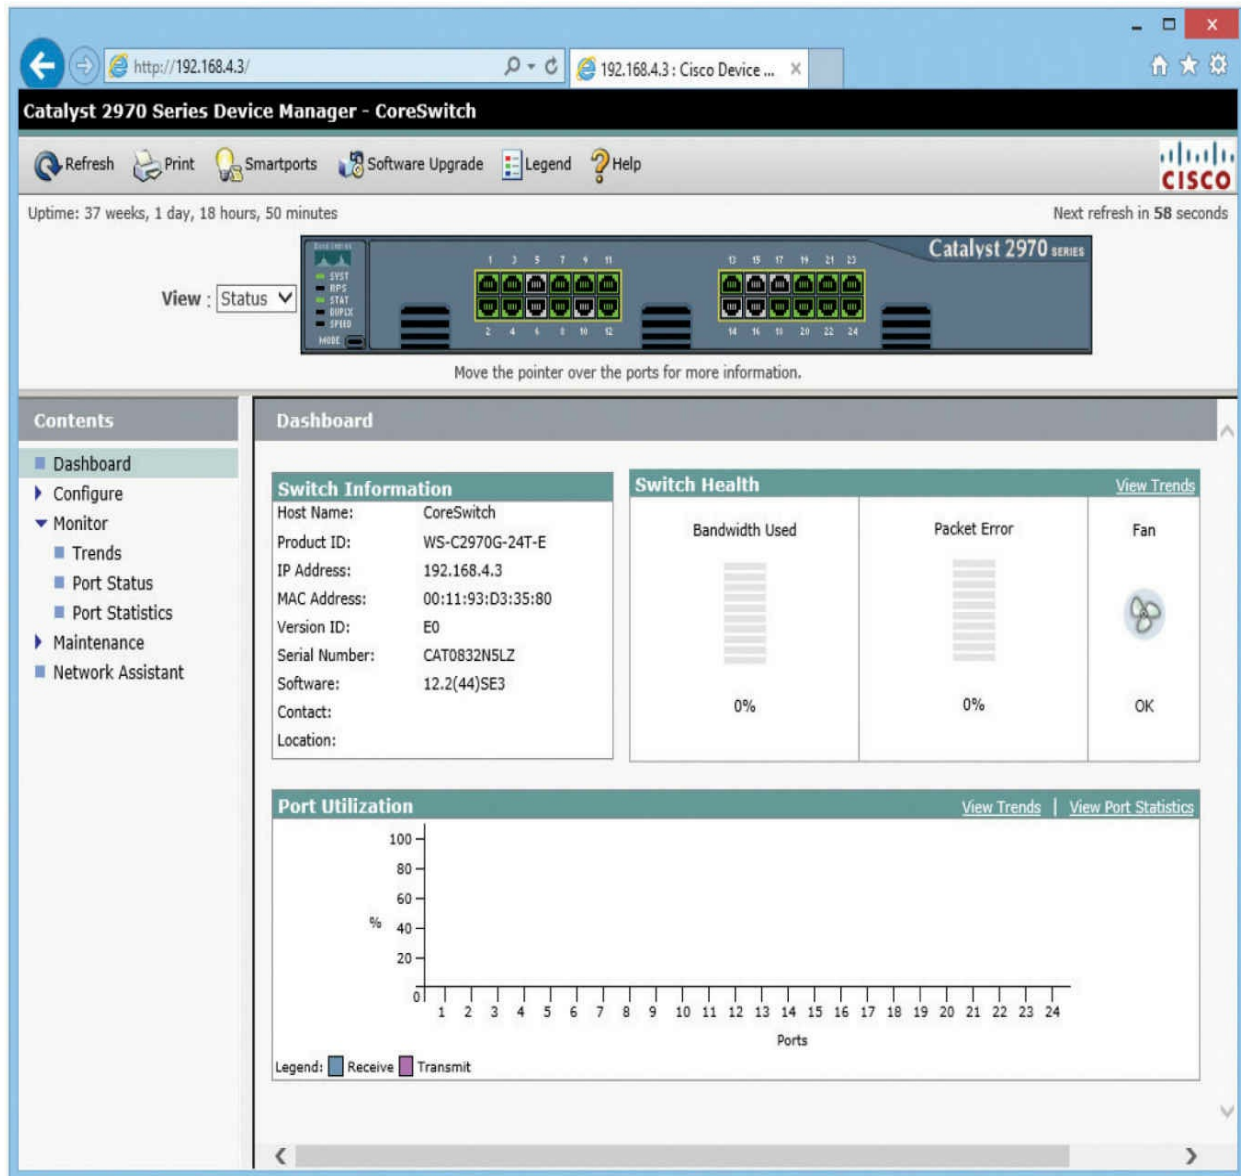 http://192.168.4.3/
192.168.4.3 : Cisco Device ...
Catalyst 2970 Series Device Manager - CoreSwitch
Refresh Print Smartports Software Upgrade Legend Help
CISCO
Uptime: 37 weeks, 1 day, 18 hours, 50 minutes Next refresh in 58 seconds
View : Status
SYST
RPS
STAT
DUPLX
SPEED
MODE
1 3 5 7 9 11
2 4 6 8 10 12
13 15 17 19 21 23
14 16 18 20 22 24
Catalyst 2970 SERIES
Move the pointer over the ports for more information.
Contents
Dashboard
Configure
Monitor
Trends
Port Status
Port Statistics
Maintenance
Network Assistant
Dashboard
Switch Information
Host Name: CoreSwitch
Product ID: WS-C2970G-24T-E
IP Address: 192.168.4.3
MAC Address: 00:11:93:D3:35:80
Version ID: E0
Serial Number: CAT0832N5LZ
Software: 12.2(44)SE3
Contact:
Location:
Switch Health View Trends
Bandwidth Used Packet Error Fan
0% 0% OK
Port Utilization View Trends | View Port Statistics
100
80
60
% 40
20
0
1 2 3 4 5 6 7 8 9 10 11 12 13 14 15 16 17 18 19 20 21 22 23 24
Ports
Legend: Receive Transmit